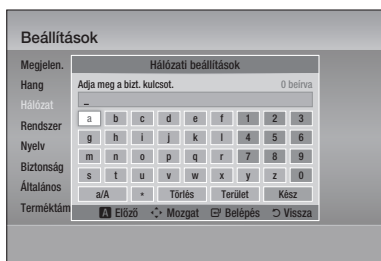 Beállítások
Megjelen.
Hang
Hálózat
Rendszer
Nyelv
Biztonság
Általános
Terméktám
Hálózati beállítások
Adja meg a bizt. kulcsot. 0 beírva
_
a b c d e f 1 2 3
g h i j k l 4 5 6
m n o p q r 7 8 9
s t u v w x y z 0
a/A * Törlés Terület Kész
A Előző Mozgat Belépés Vissza